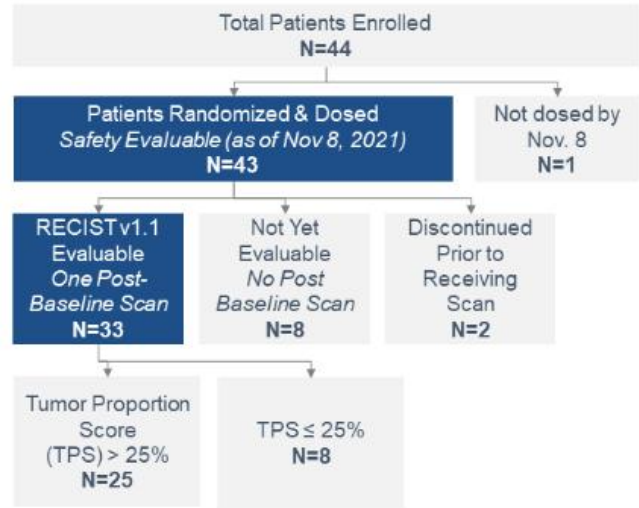 Total Patients Enrolled
N=44
Patients Randomized & Dosed
Safety Evaluable (as of Nov 8, 2021)
N=43
Not dosed by
Nov. 8
N=1
RECIST v1.1
Evaluable
One Post-
Baseline Scan
N=33
Not Yet
Evaluable
No Post
Baseline Scan
N=8
Discontinued
Prior to
Receiving
Scan
N=2
Tumor Proportion
Score
(TPS) > 25%
N=25
TPS ≤ 25%
N=8